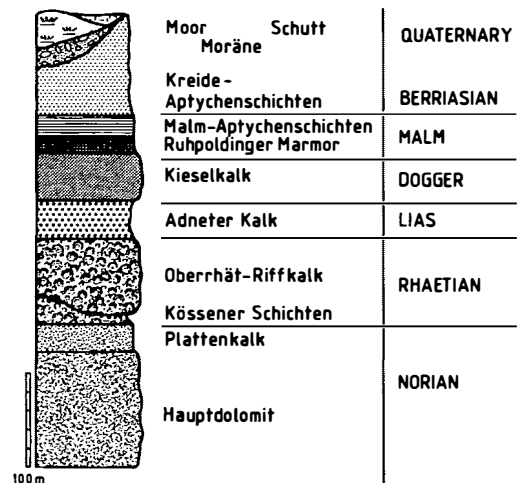 Moor Schutt QUATERNARY
Moräne
Kreide-
Aptychenschichten BERRIASIAN
Malm-Aptychenschichten MALM
Ruhpoldinger Marmor
Kieselkalk DOGGER
Adneter Kalk LIAS
Oberrhät-Riffkalk RHAETIAN
Kössener Schichten
Plattenkalk
NORIAN
Hauptdolomit
100m